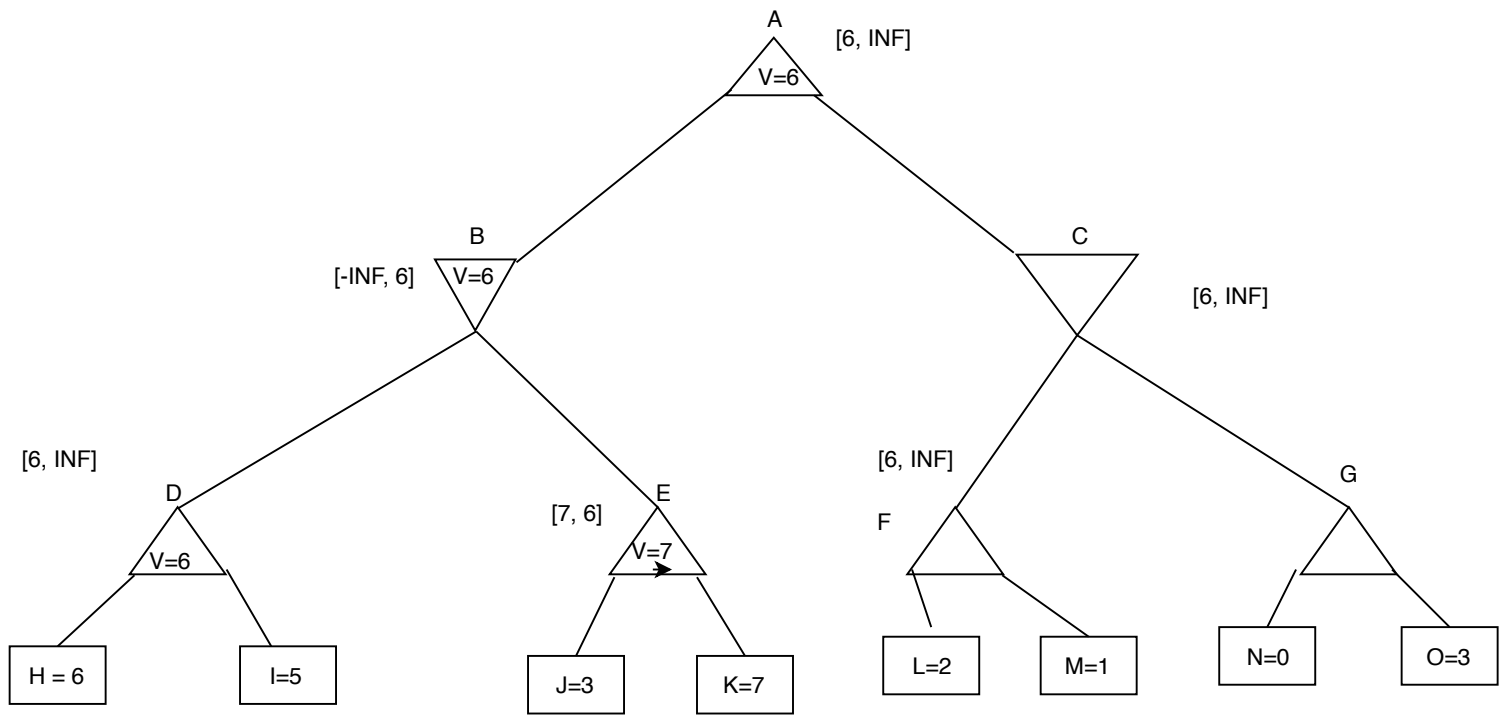 A
[6, INF]
V=6
B
C
[-INF, 6]
V=6
[6, INF]
[6, INF]
[6, INF]
G
D
E
[7, 6]
F
V=6
V=7
H = 6
I=5
J=3
K=7
L=2
M=1
N=0
O=3